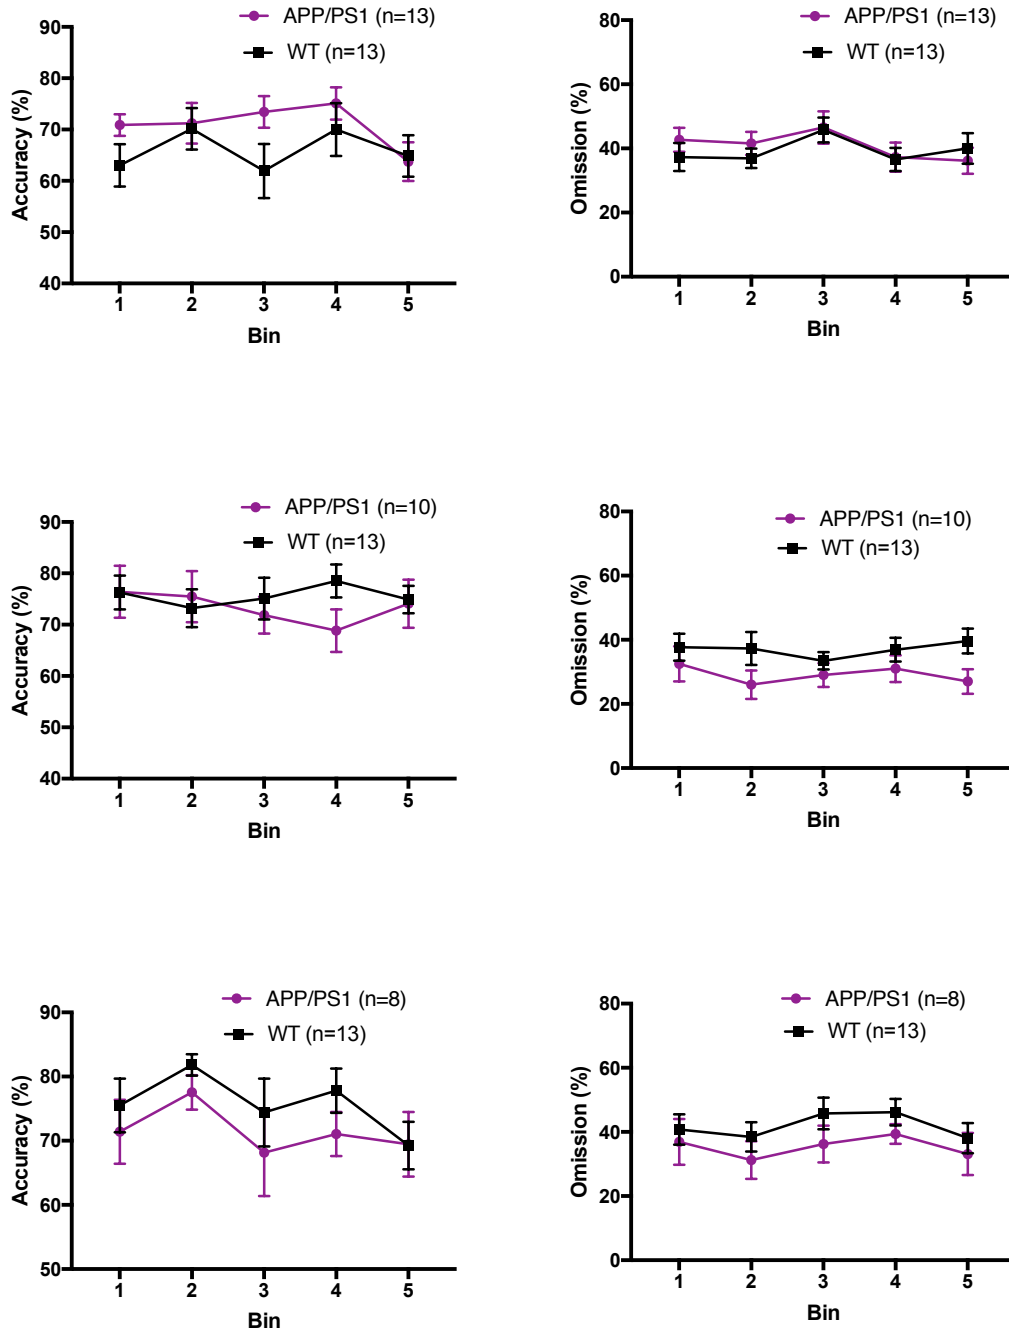 APP/PS1 (n=13)
WT (n=13)
Accuracy (%)
90
80
70
60
50
40
1 2 3 4 5
Bin
APP/PS1 (n=13)
WT (n=13)
Omission (%)
80
60
40
20
0
1 2 3 4 5
Bin
APP/PS1 (n=10)
WT (n=13)
Accuracy (%)
90
80
70
60
50
40
1 2 3 4 5
Bin
APP/PS1 (n=10)
WT (n=13)
Omission (%)
80
60
40
20
0
1 2 3 4 5
Bin
APP/PS1 (n=8)
WT (n=13)
Accuracy (%)
90
80
70
60
50
1 2 3 4 5
Bin
APP/PS1 (n=8)
WT (n=13)
Omission (%)
80
60
40
20
0
1 2 3 4 5
Bin